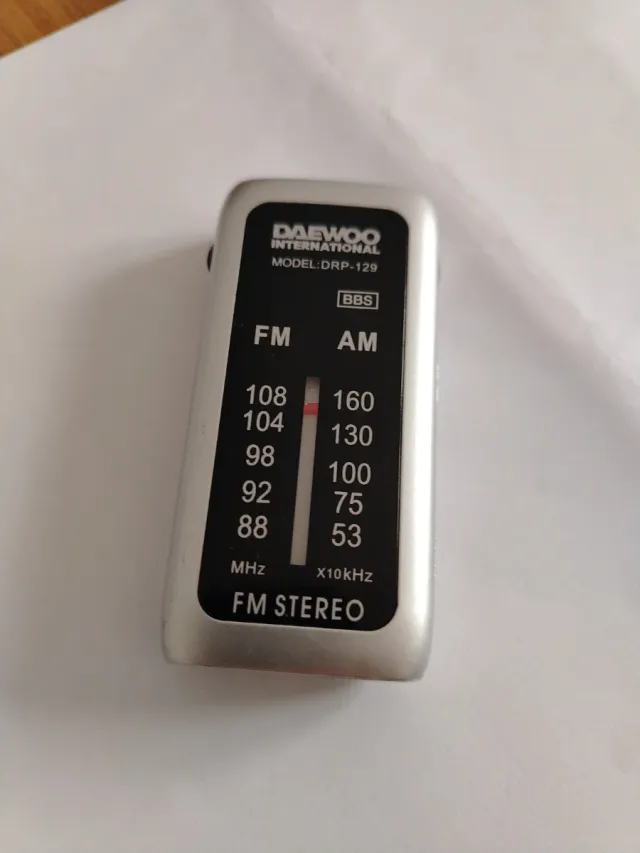 DAEWOO
INTERNATIONAL
MODEL:DRP-129
BBS
FM AM
108 160
104 130
98 100
92 75
88 53
MHz X10kHz
FM STEREO